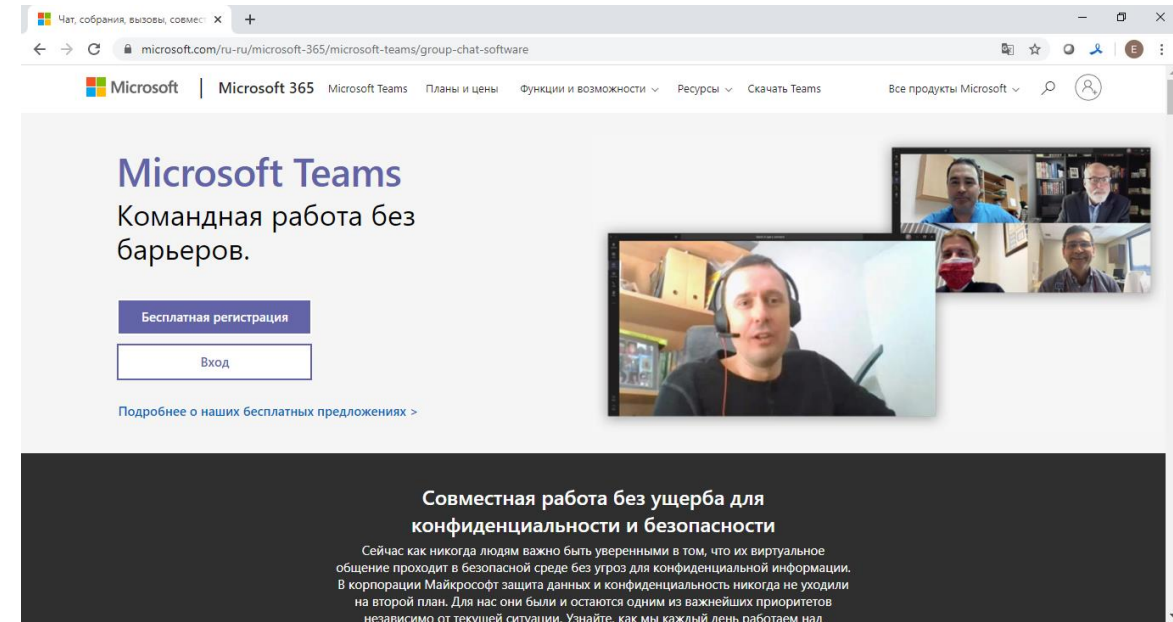 Чат, собрания, вызовы, совмес
microsoft.com/ru-ru/microsoft-365/microsoft-teams/group-chat-software
E
Microsoft | Microsoft 365 Microsoft Teams Планы и цены Функции и возможности Ресурсы Скачать Teams Все продукты Microsoft
Microsoft Teams
Командная работа без
барьеров.
Бесплатная регистрация
Вход
Подробнее о наших бесплатных предложениях >
Совместная работа без ущерба для
конфиденциальности и безопасности
Сейчас как никогда людям важно быть уверенными в том, что их виртуальное
общение проходит в безопасной среде без угроз для конфиденциальной информации.
В корпорации Майкрософт защита данных и конфиденциальность никогда не уходили
на второй план. Для нас они были и остаются одним из важнейших приоритетов
независимо от текущей ситуации. Узнайте, как мы каждый день работаем над